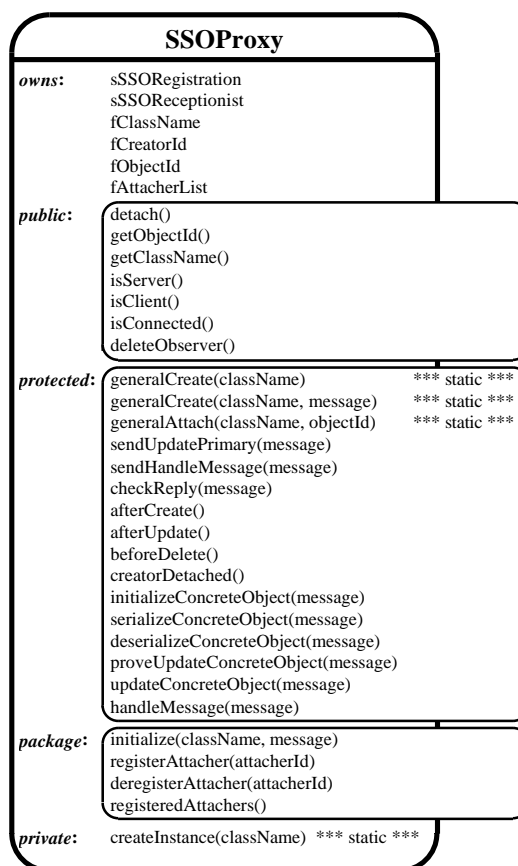 SSOProxy
owns: sSSORegistration
sSSOReceptionist
fClassName
fCreatorId
fObjectId
fAttacherList
public: detach()
getObjectId()
getClassName()
isServer()
isClient()
isConnected()
deleteObserver()
protected: generalCreate(className) *** static ***
generalCreate(className, message) *** static ***
generalAttach(className, objectId) *** static ***
sendUpdatePrimary(message)
sendHandleMessage(message)
checkReply(message)
afterCreate()
afterUpdate()
beforeDelete()
creatorDetached()
initializeConcreteObject(message)
serializeConcreteObject(message)
deserializeConcreteObject(message)
proveUpdateConcreteObject(message)
updateConcreteObject(message)
handleMessage(message)
package: initialize(className, message)
registerAttacher(attacherId)
deregisterAttacher(attacherId)
registeredAttachers()
private: createInstance(className) *** static ***